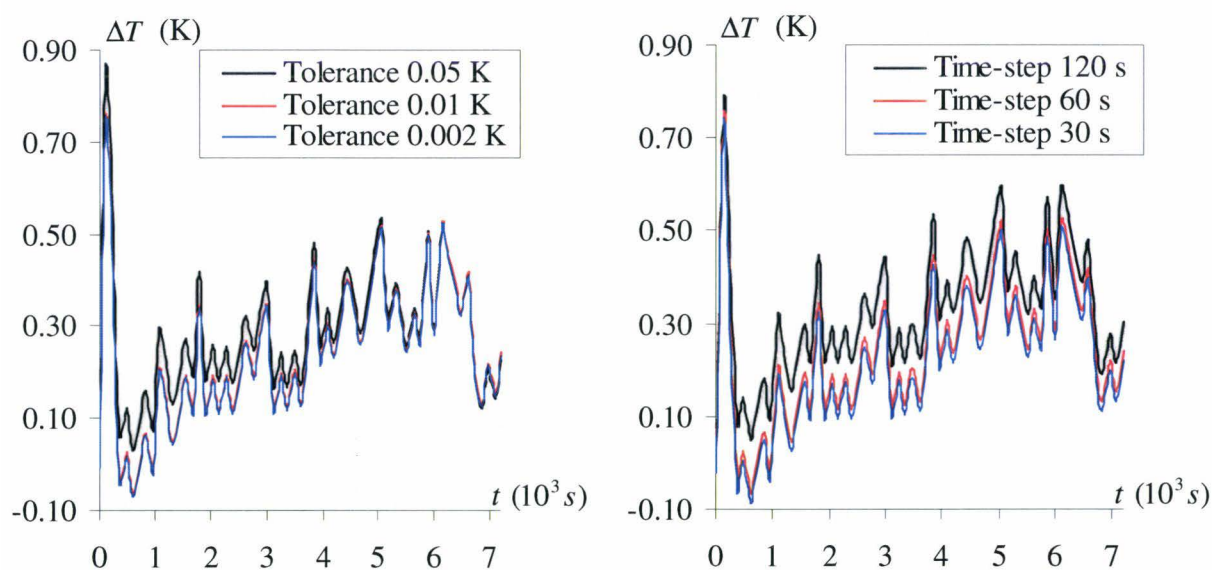 ΔT (K)
0.90
0.70
0.50
0.30
0.10
-0.10
Tolerance 0.05 K
Tolerance 0.01 K
Tolerance 0.002 K
t (10³ s)
0 1 2 3 4 5 6 7
ΔT (K)
0.90
0.70
0.50
0.30
0.10
-0.10
Time-step 120 s
Time-step 60 s
Time-step 30 s
t (10³ s)
0 1 2 3 4 5 6 7